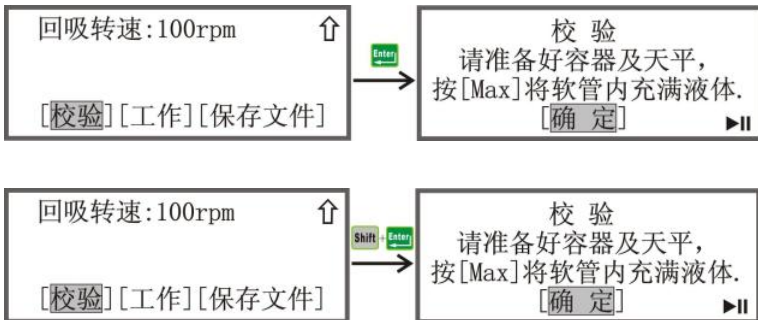 回吸转速:100rpm
[校验][工作][保存文件]
Enter
校 验
请准备好容器及天平,
按[Max]将软管内充满液体.
[确 定]
回吸转速:100rpm
[校验][工作][保存文件]
Shift + Enter
校 验
请准备好容器及天平,
按[Max]将软管内充满液体.
[确 定]